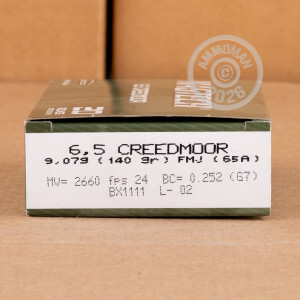 AMMOMAN
2026
6,5 CREEDMOOR
9,07g (140 gr) FMJ (65A)
MV= 2660 fps 24 BC= 0.252 (G7)
BX1111 L- 02